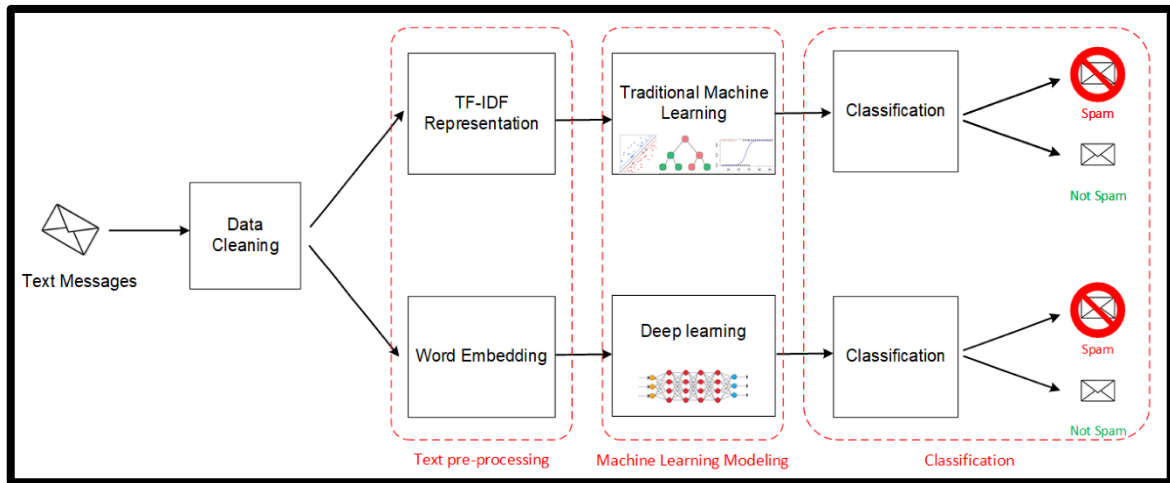 Text Messages
Data
Cleaning
TF-IDF
Representation
Word Embedding
Text pre-processing
Traditional Machine
Learning
Deep learning
Machine Learning Modeling
Classification
Spam
Not Spam
Classification
Spam
Not Spam
Classification